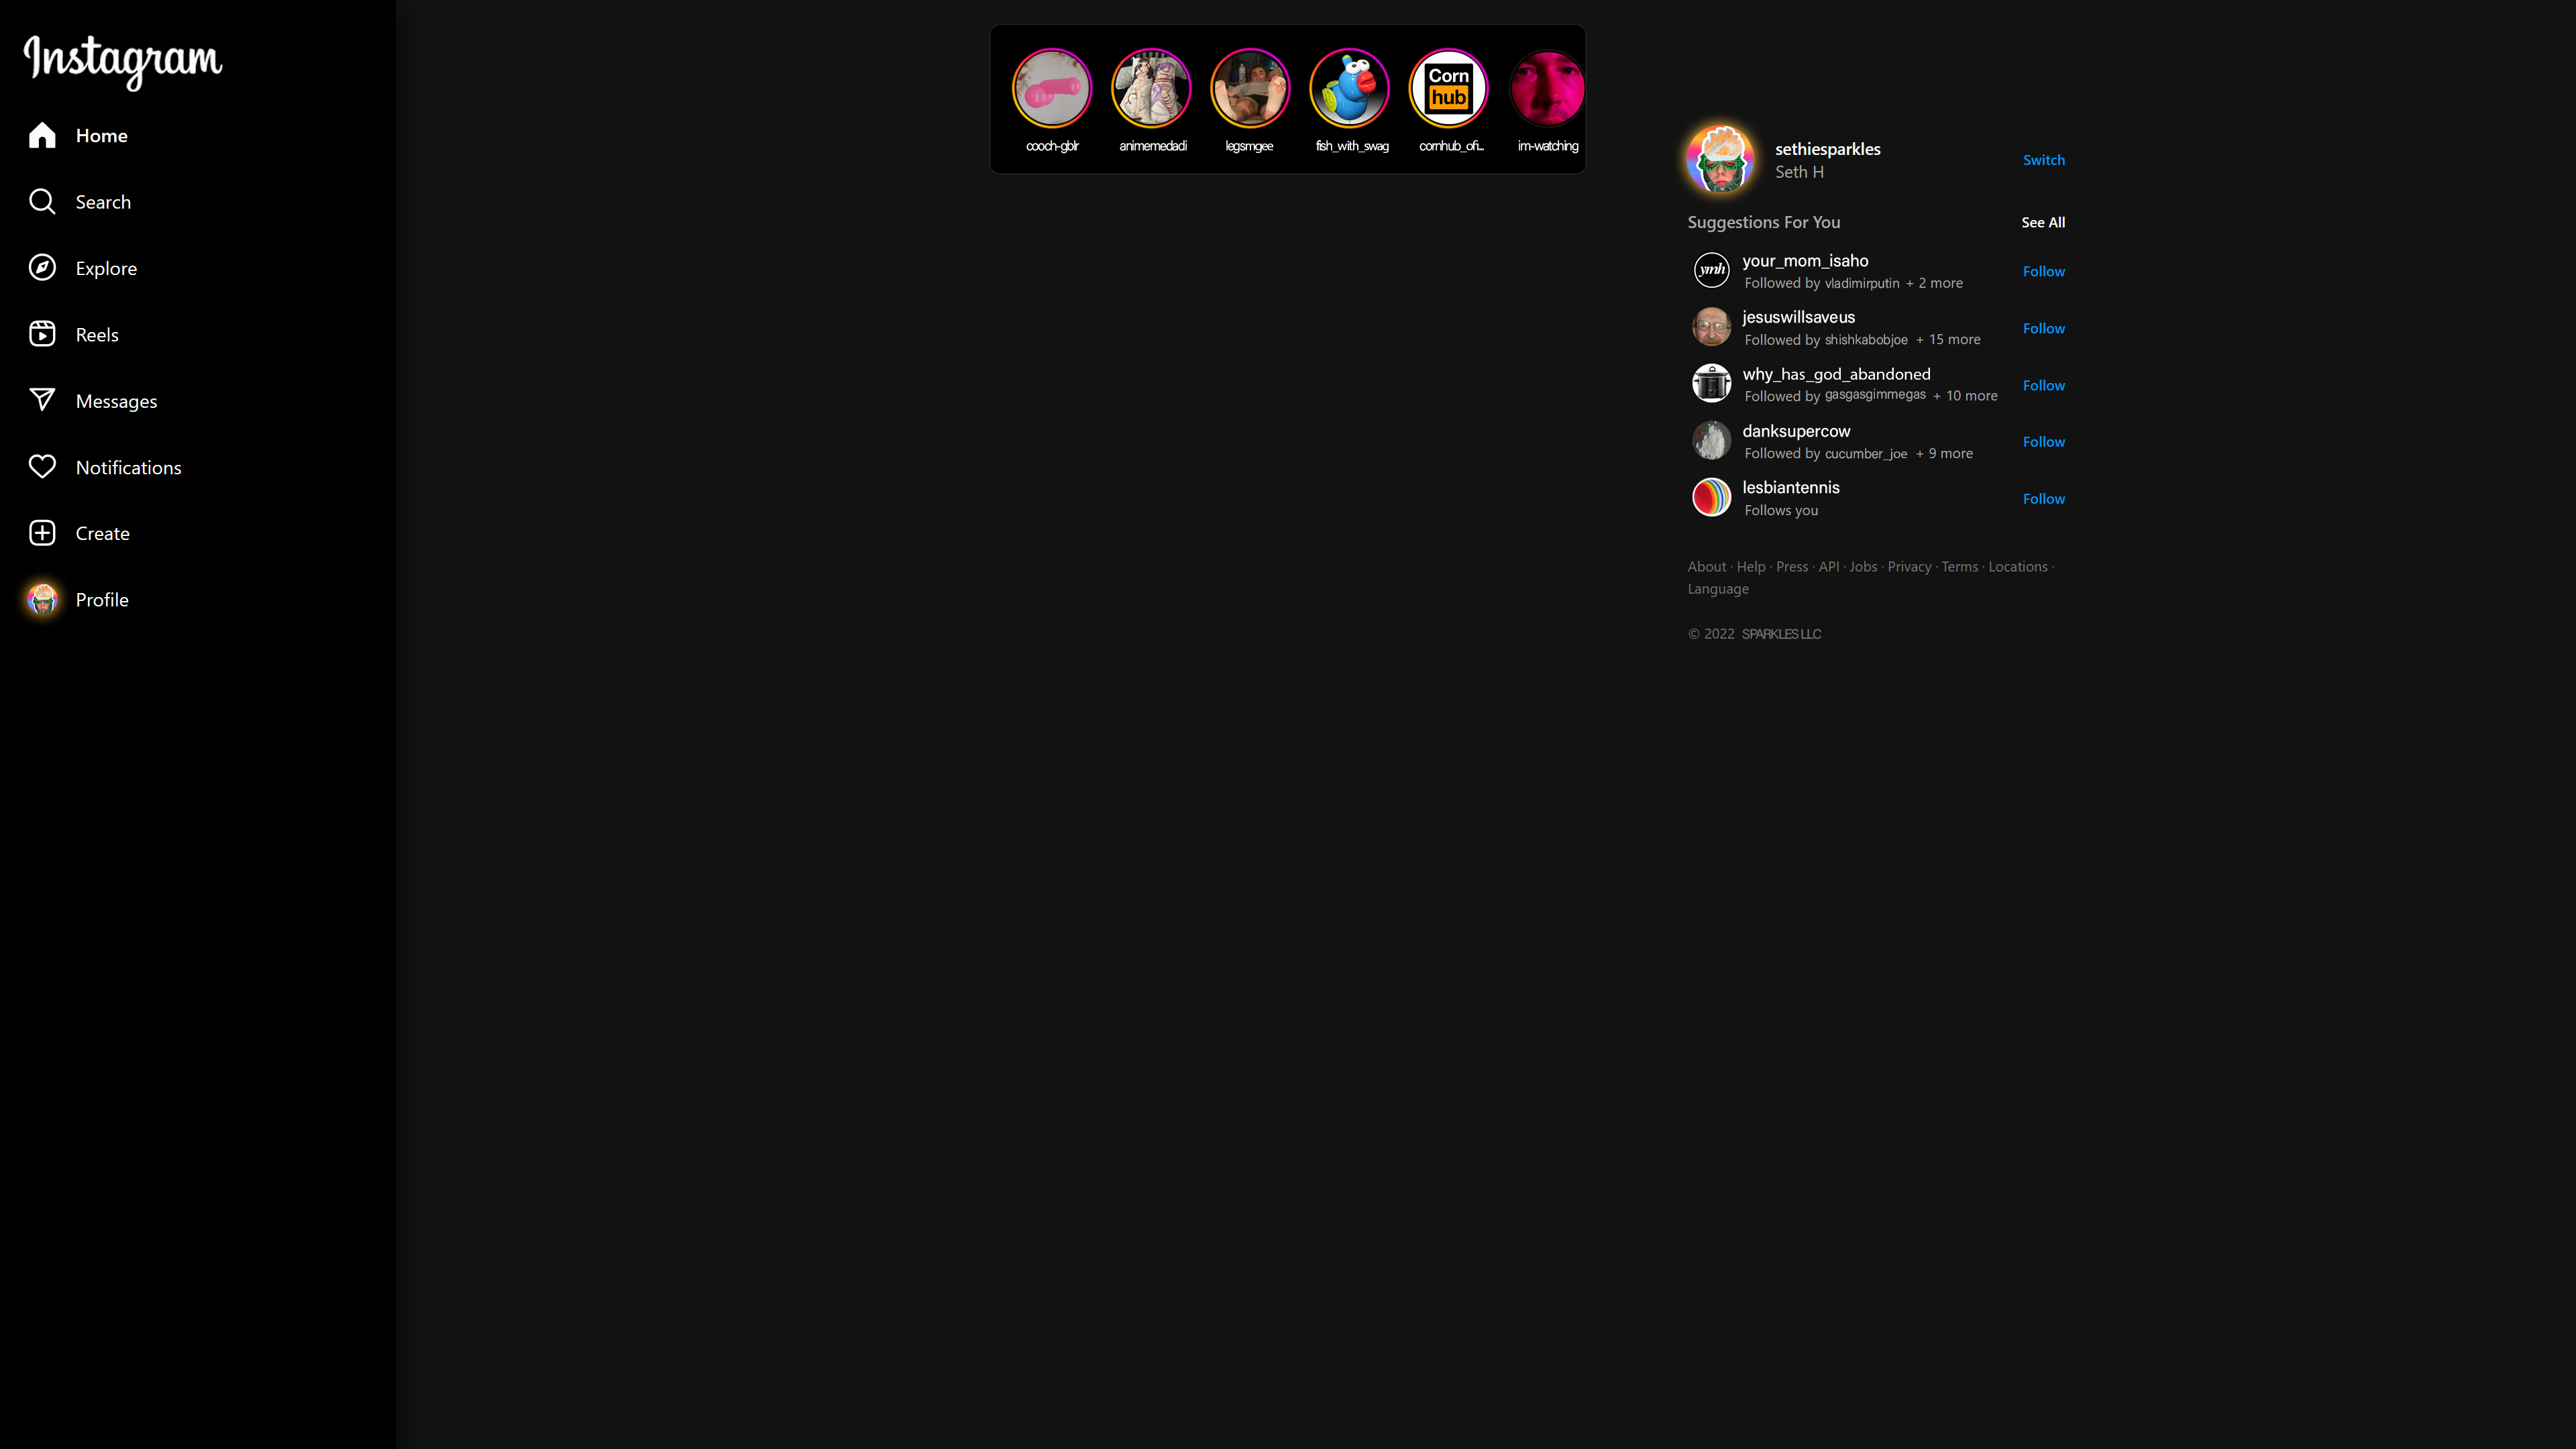 Instagram
Home
Search
Explore
Reels
Messages
Notifications
Create
Profile
Corn
hub
cooch-gblr
animemedadi
legsmgee
fish_with_swag
cornhub_ofi...
im-watching
sethiesparkles
Seth H
Switch
Suggestions For You
See All
ymh
your_mom_isaho
Followed by vladimirputin + 2 more
Follow
jesuswillsaveus
Followed by shishkabobjoe + 15 more
Follow
why_has_god_abandoned
Followed by gasgasgimmegas + 10 more
Follow
danksupercow
Followed by cucumber_joe + 9 more
Follow
lesbiantennis
Follows you
Follow
About · Help · Press · API · Jobs · Privacy · Terms · Locations ·
Language
© 2022 SPARKLES LLC